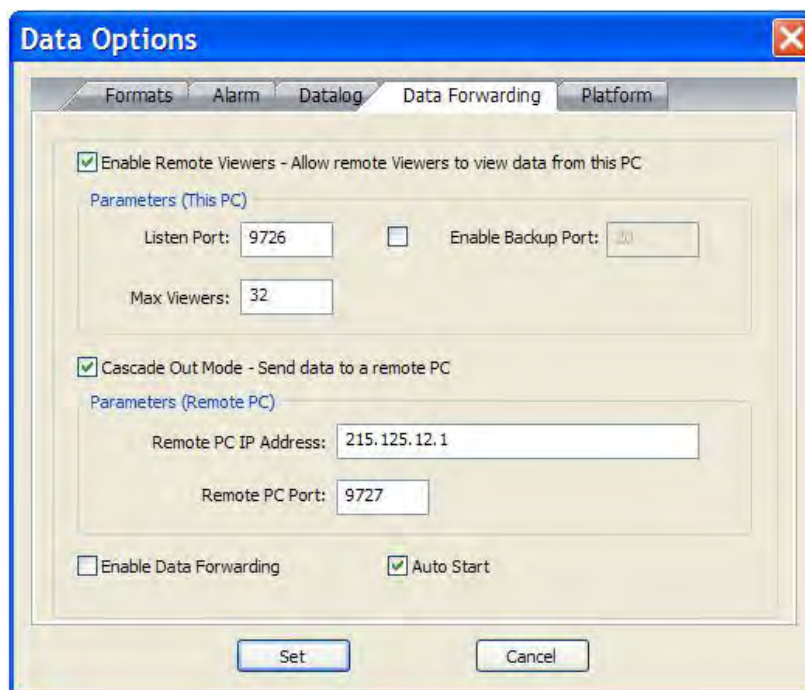 Data Options
Formats Alarm Datalog Data Forwarding Platform
Enable Remote Viewers - Allow remote Viewers to view data from this PC
Parameters (This PC)
Listen Port: 9726 Enable Backup Port: 20
Max Viewers: 32
Cascade Out Mode - Send data to a remote PC
Parameters (Remote PC)
Remote PC IP Address: 215.125.12.1
Remote PC Port: 9727
Enable Data Forwarding Auto Start
Set Cancel